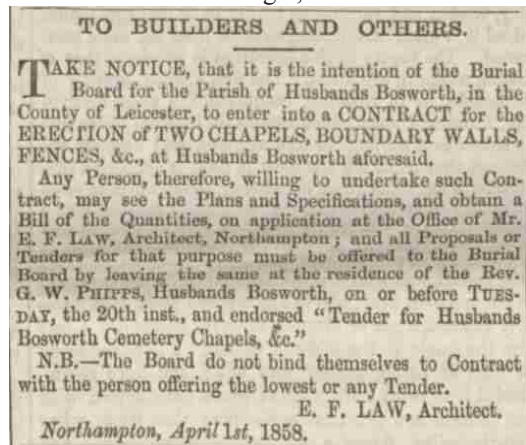 TO BUILDERS AND OTHERS.
TAKE NOTICE, that it is the intention of the Burial
Board for the Parish of Husbands Bosworth, in the
County of Leicester, to enter into a CONTRACT for the
ERECTION of TWO CHAPELS, BOUNDARY WALLS,
FENCES, &c., at Husbands Bosworth aforesaid.
Any Person, therefore, willing to undertake such Con-
tract, may see the Plans and Specifications, and obtain a
Bill of the Quantities, on application at the Office of Mr.
E. F. LAW, Architect, Northampton; and all Proposals or
Tenders for that purpose must be offered to the Burial
Board by leaving the same at the residence of the Rev.
G. W. PHIPPS, Husbands Bosworth, on or before TUES-
DAY, the 20th inst., and endorsed "Tender for Husbands
Bosworth Cemetery Chapels, &c."
N.B.—The Board do not bind themselves to Contract
with the person offering the lowest or any Tender.
E. F. LAW, Architect.
Northampton, April 1st, 1858.